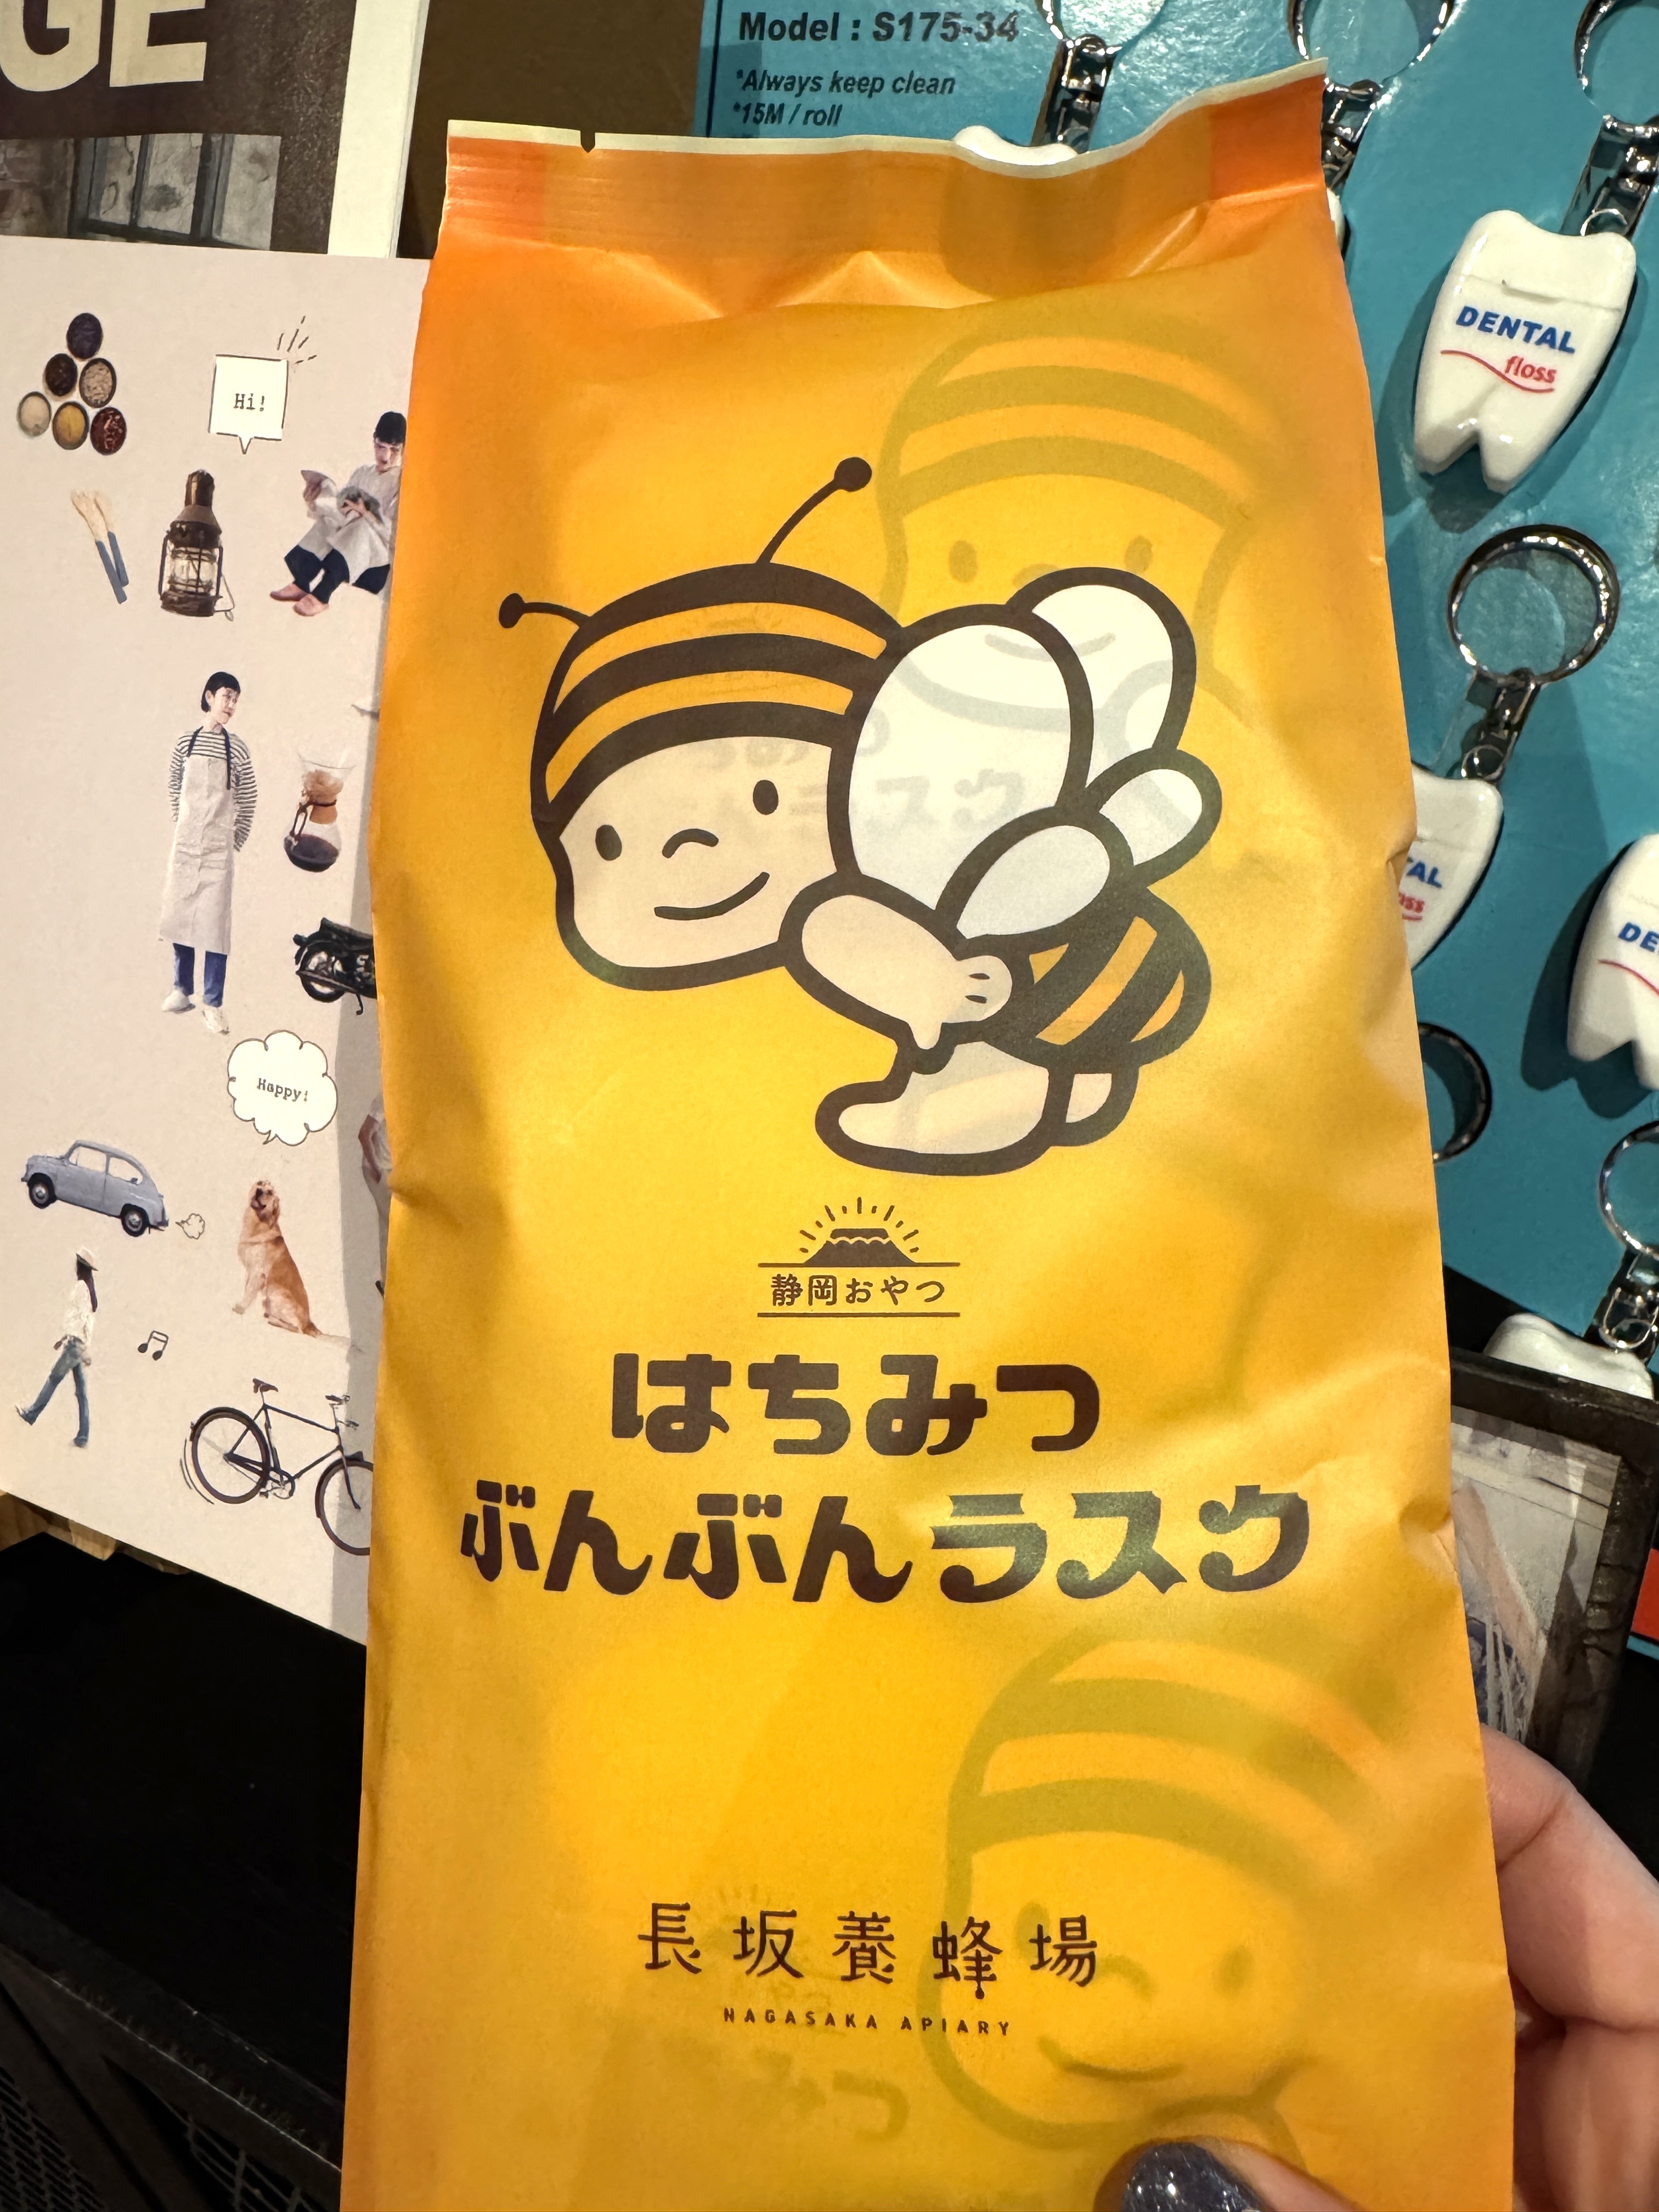 GE
Model : S175-34
*Always keep clean
*15M / roll
Hi!
DENTAL
floss
Happy!
静岡おやつ
はちみつ
ぶんぶんラスク
長坂養蜂場
NAGASAKA APIARY